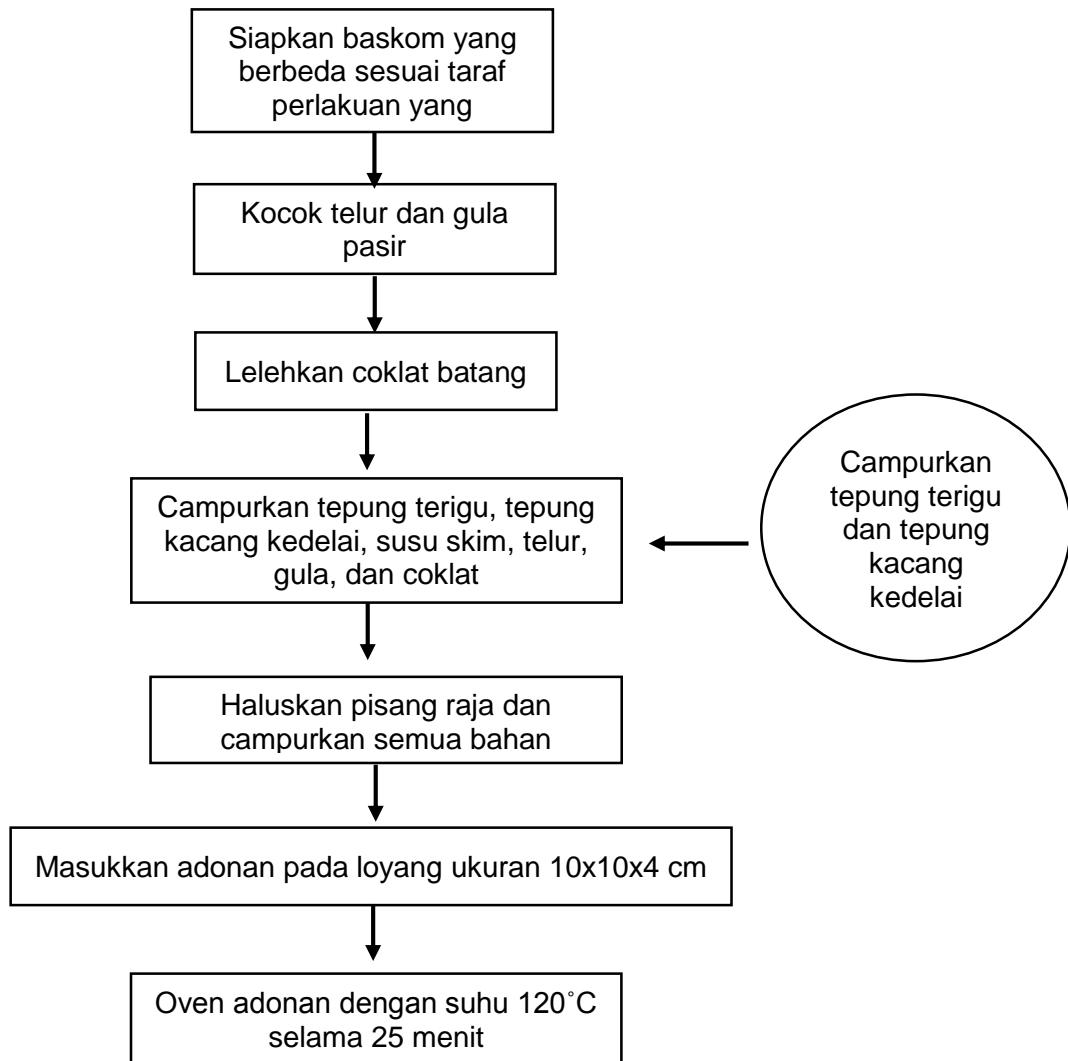 Siapkan baskom yang
berbeda sesuai taraf
perlakuan yang
Kocok telur dan gula
pasir
Lelehkan coklat batang
Campurkan tepung terigu, tepung
kacang kedelai, susu skim, telur,
gula, dan coklat
Campurkan
tepung terigu
dan tepung
kacang
kedelai
Haluskan pisang raja dan
campurkan semua bahan
Masukkan adonan pada loyang ukuran 10x10x4 cm
Oven adonan dengan suhu 120˚C
selama 25 menit